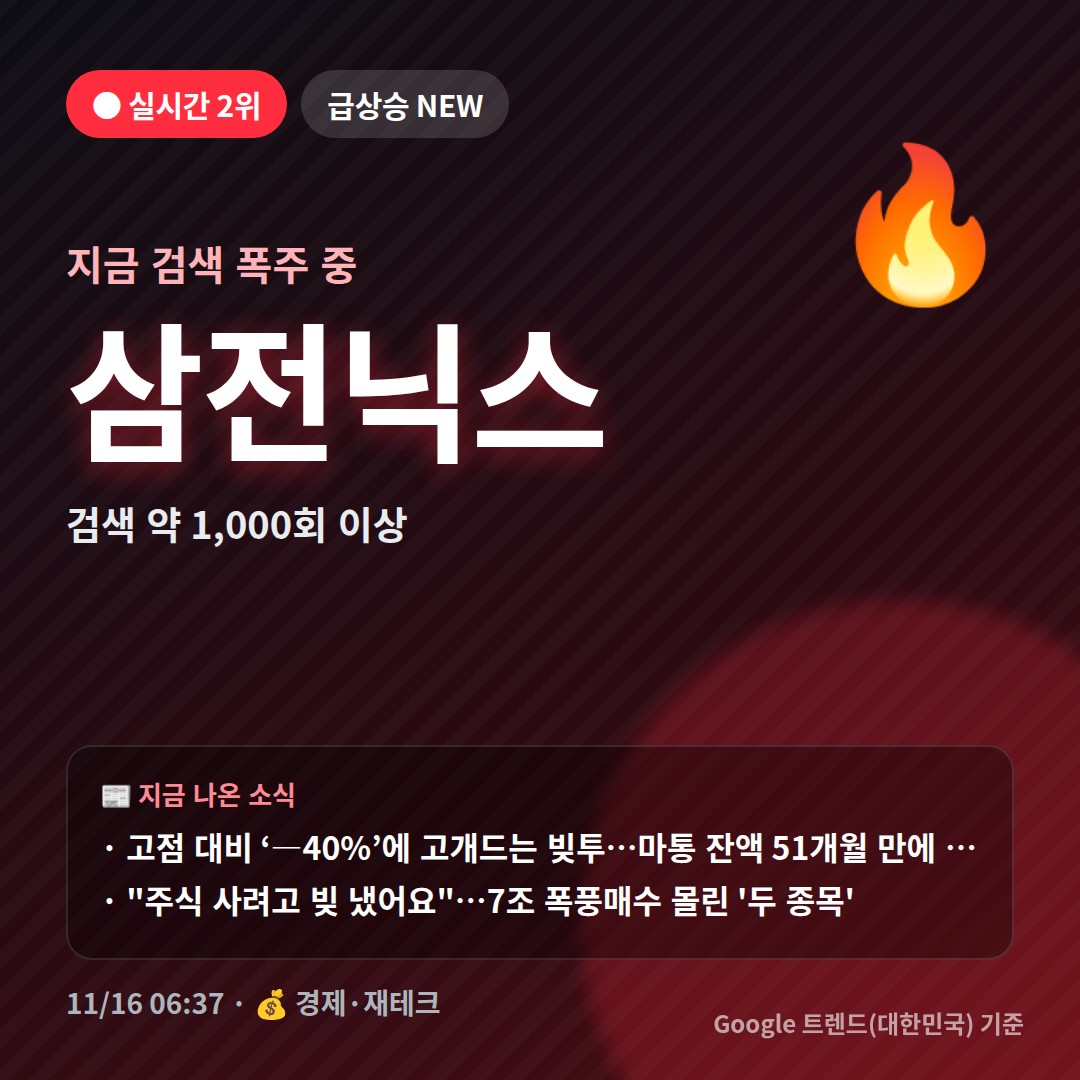 실시간 2위
급상승 NEW
지금 검색 폭주 중
삼전닉스
검색 약 1,000회 이상
지금 나온 소식
· 고점 대비 ‘—40%’에 고개드는 빚투…마통 잔액 51개월 만에 …
· "주식 사려고 빚 냈어요"…7조 폭풍매수 몰린 '두 종목'
11/16 06:37 · 💰 경제·재테크
Google 트렌드(대한민국) 기준